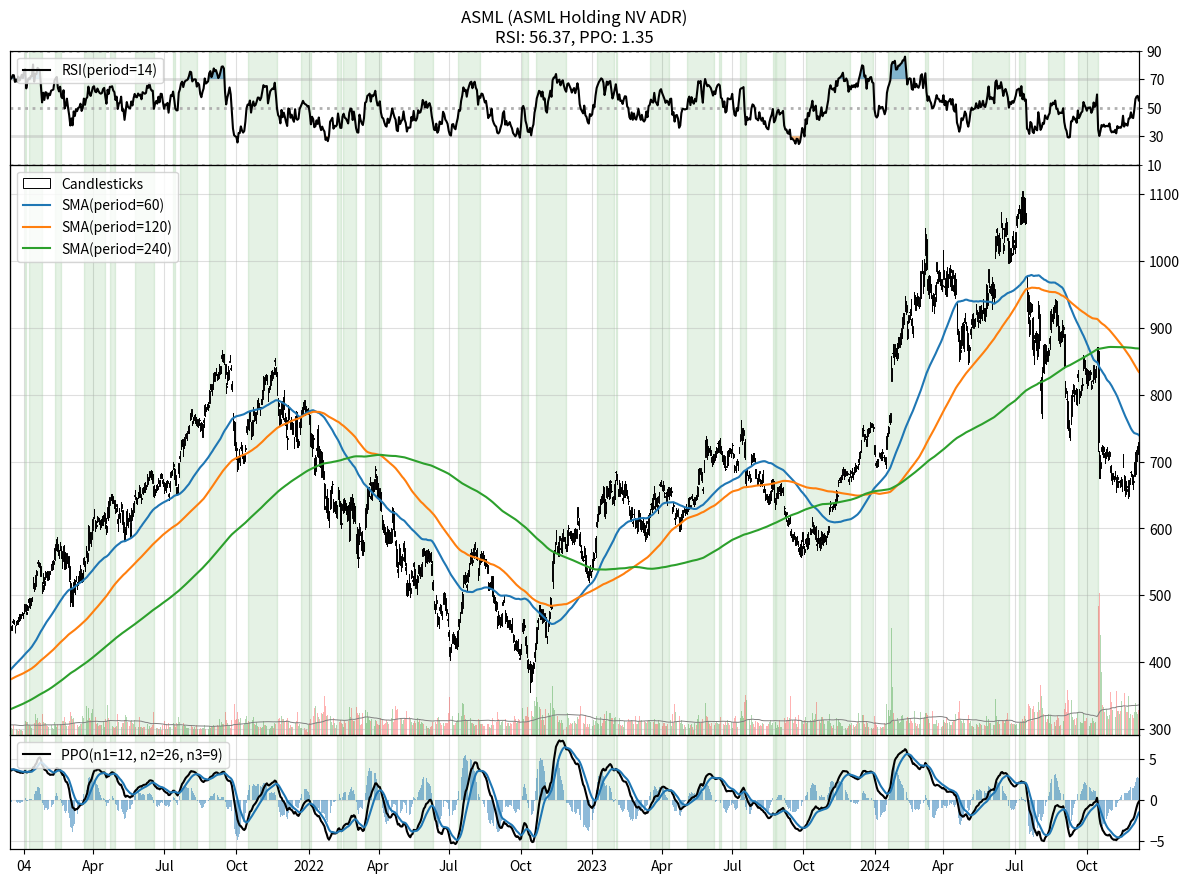 ASML (ASML Holding NV ADR)
RSI: 56.37, PPO: 1.35
RSI(period=14)
90
70
50
30
10
Candlesticks
SMA(period=60)
SMA(period=120)
SMA(period=240)
1100
1000
900
800
700
600
500
400
300
PPO(n1=12, n2=26, n3=9)
5
0
−5
04 Apr Jul Oct 2022 Apr Jul Oct 2023 Apr Jul Oct 2024 Apr Jul Oct